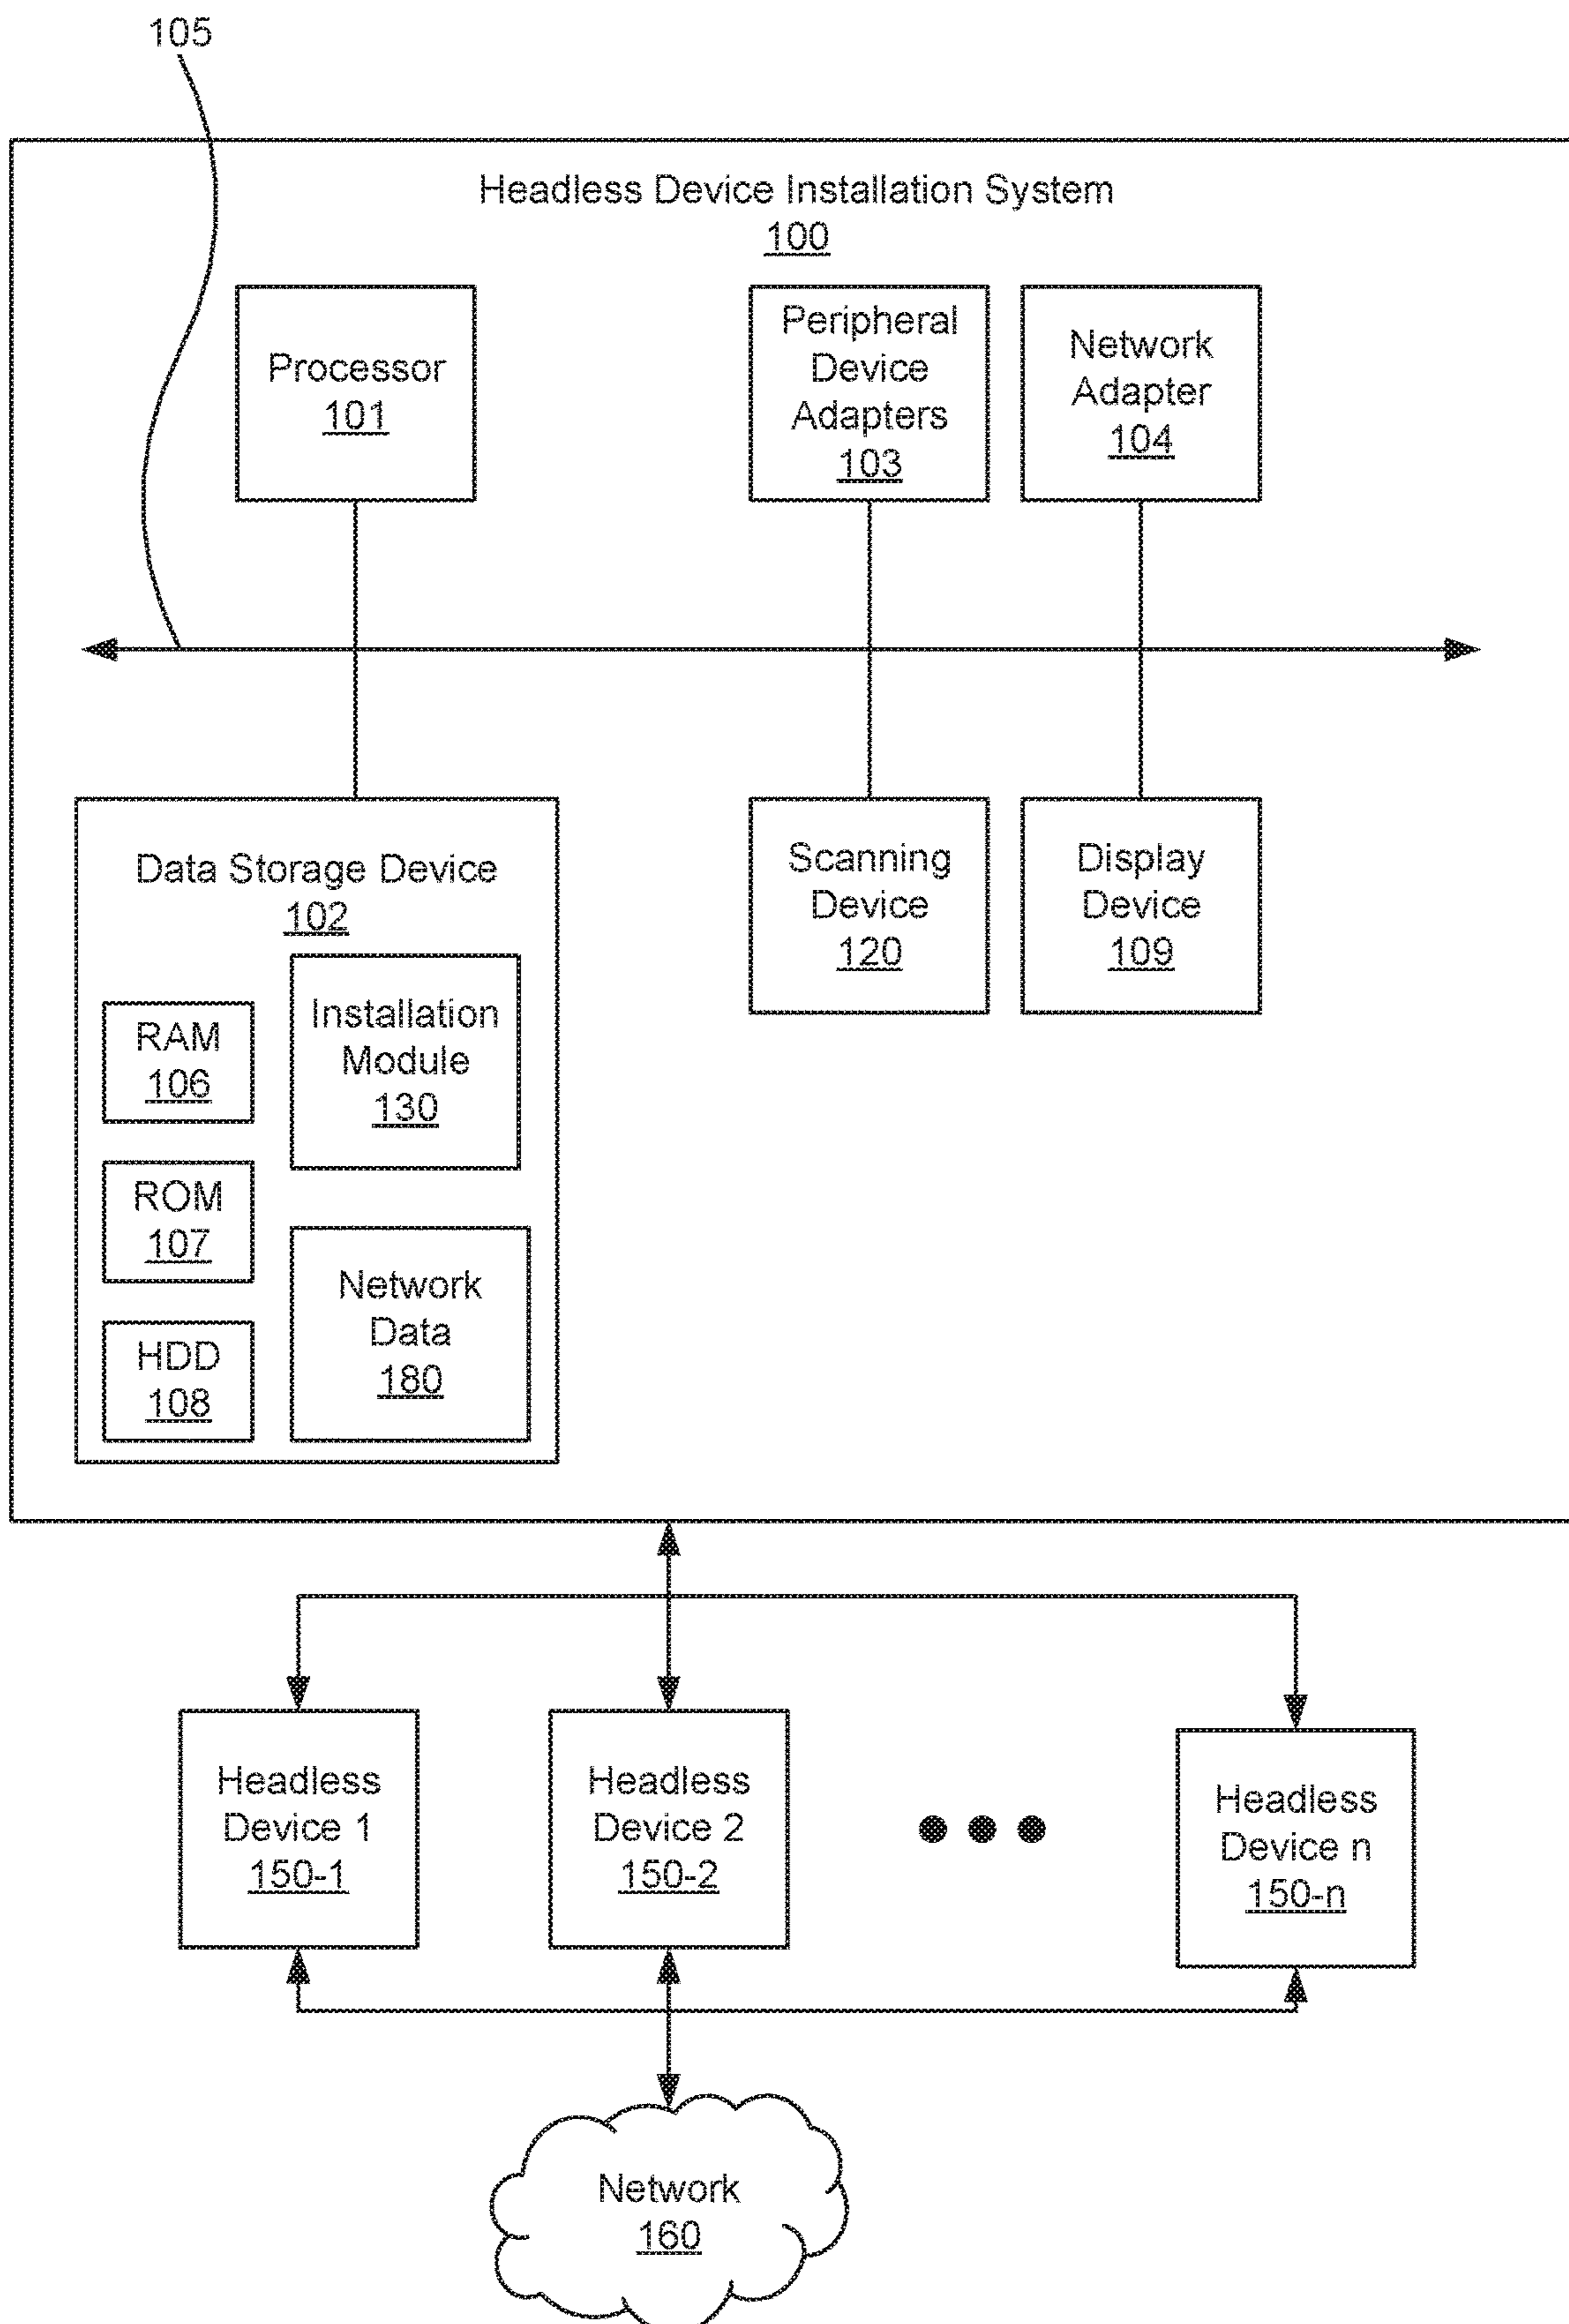 105
Headless Device Installation System
100
Processor
101
Peripheral
Device
Adapters
103
Network
Adapter
104
Data Storage Device
102
RAM
106
ROM
107
HDD
108
Installation
Module
130
Network
Data
180
Scanning
Device
120
Display
Device
109
Headless
Device 1
150-1
Headless
Device 2
150-2
Headless
Device n
150-n
Network
160